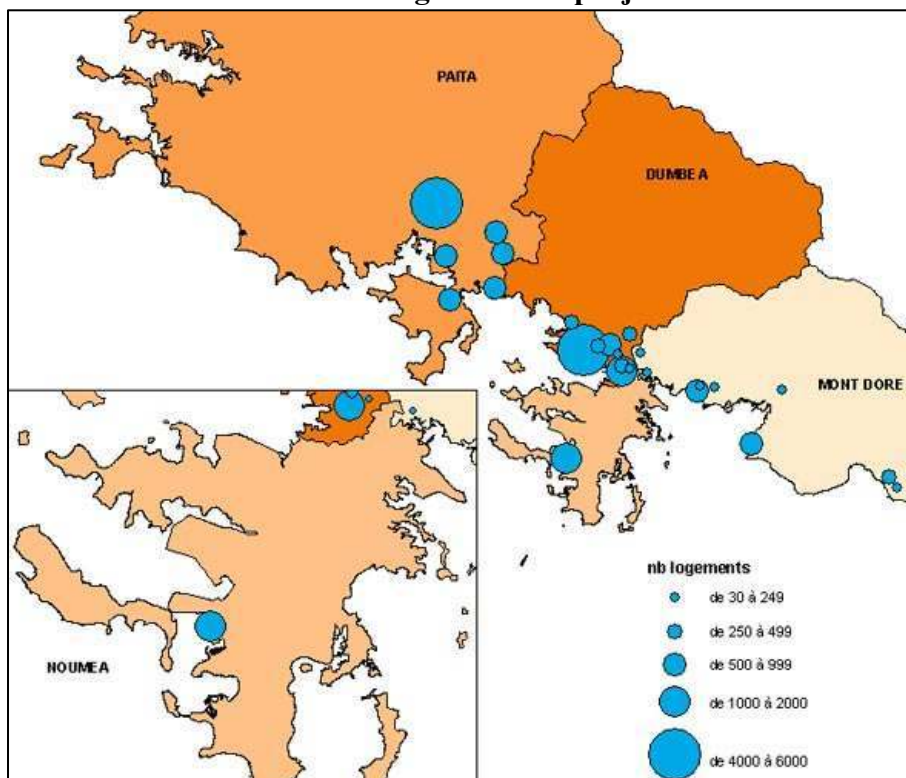 PAITA
DUMBEA
MONT DORE
NOUMEA
nb logements
de 30 à 249
de 250 à 499
de 500 à 999
de 1000 à 2000
de 4000 à 6000